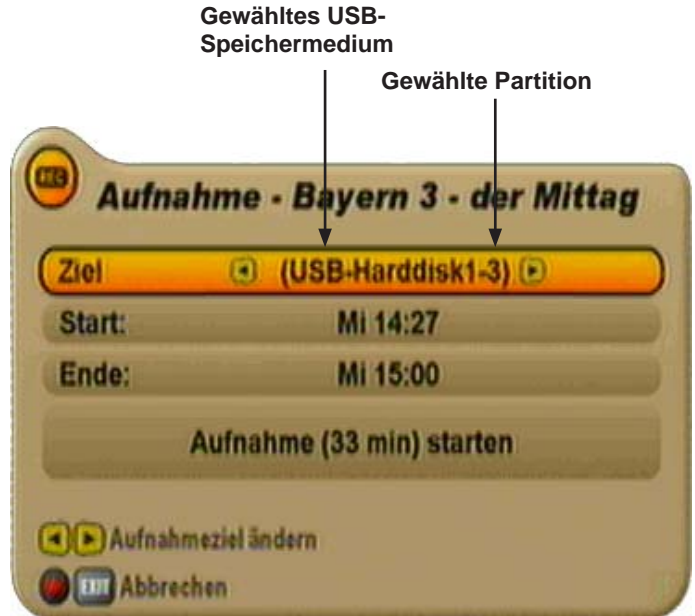 Gewähltes USB-
Speichermedium
Gewählte Partition
REC
Aufnahme - Bayern 3 - der Mittag
Ziel (USB-Harddisk1-3)
Start: Mi 14:27
Ende: Mi 15:00
Aufnahme (33 min) starten
Aufnahmeziel ändern
EXIT Abbrechen